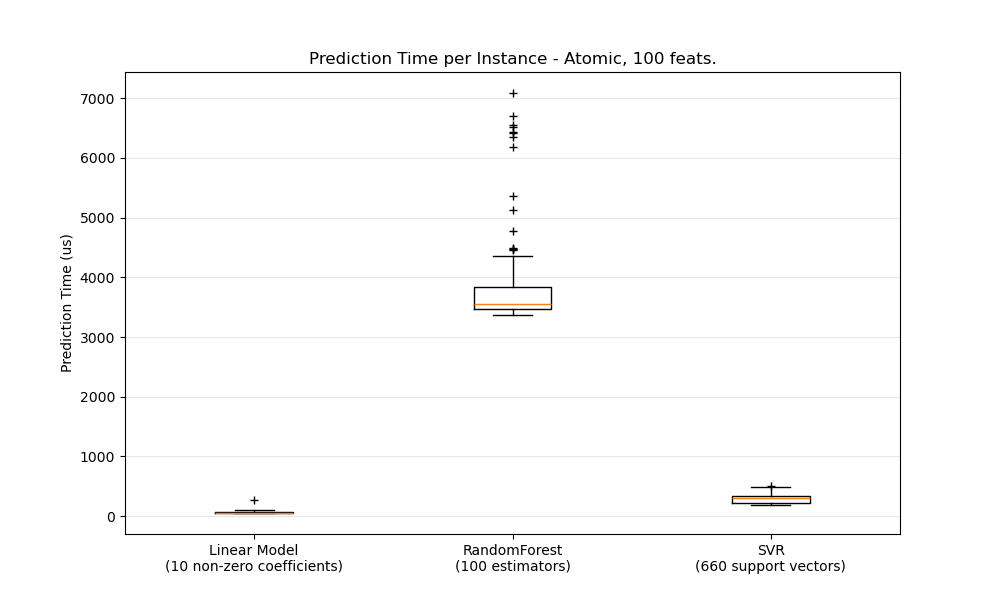 Prediction Time per Instance - Atomic, 100 feats.
Prediction Time (us)
7000
6000
5000
4000
3000
2000
1000
0
Linear Model
(10 non-zero coefficients)
RandomForest
(100 estimators)
SVR
(660 support vectors)